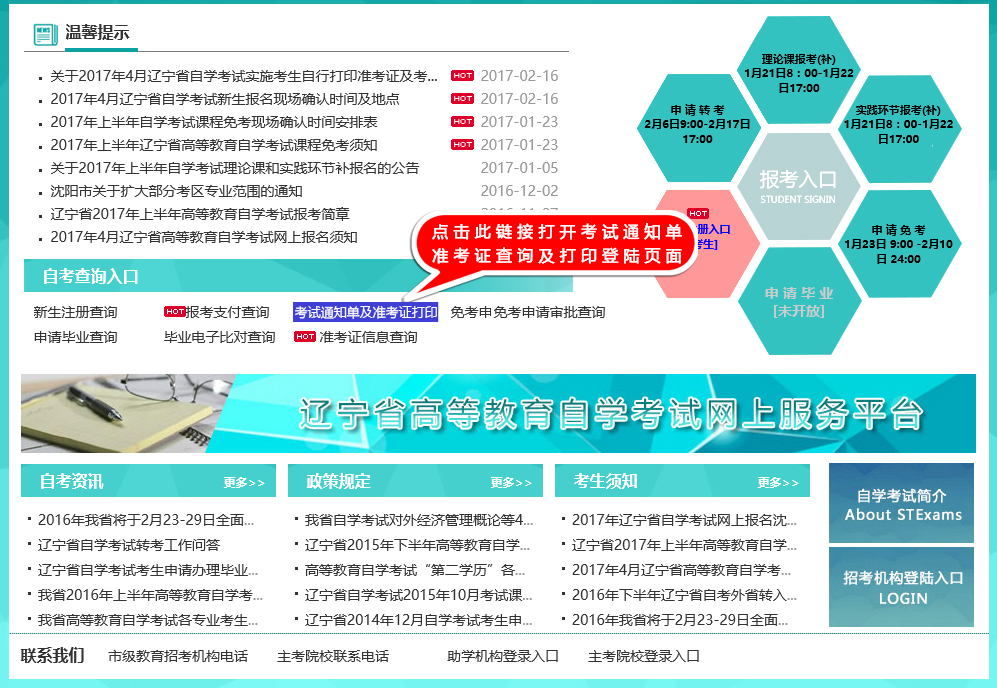 NEWS
温馨提示
关于2017年4月辽宁省自学考试实施考生自行打印准考证及考... HOT 2017-02-16
2017年4月辽宁省自学考试新生报名现场确认时间及地点 HOT 2017-02-16
2017年上半年自学考试课程免考现场确认时间安排表 HOT 2017-01-23
2017年上半年辽宁省高等教育自学考试课程免考须知 HOT 2017-01-23
关于2017年上半年自学考试理论课和实践环节补报名的公告 2017-01-05
沈阳市关于扩大部分考区专业范围的通知 2016-12-02
辽宁省2017年上半年高等教育自学考试报考简章
2017年4月辽宁省高等教育自学考试网上报名须知
理论课报考(补)
1月21日8：00-1月22
日17:00
申 请 转 考
2月6日9:00-2月17日
17:00
实践环节报考(补)
1月21日8：00-1月22
日17:00
报考入口
STUDENT SIGNIN
HOT
册入口
考生]
申 请 免 考
1月23日 9:00 -2月10
日 24:00
申 请 毕 业
[未开放]
点击此链接打开考试通知单
准考证查询及打印登陆页面
自考查询入口
新生注册查询 HOT报考支付查询 考试通知单及准考证打印 免考申免考申请审批查询
申请毕业查询 毕业电子比对查询 HOT 准考证信息查询
辽宁省高等教育自学考试网上服务平台
自考资讯 更多>>
2016年我省将于2月23-29日全面...
辽宁省自学考试转考工作问答
辽宁省自学考试考生申请办理毕业...
我省2016年上半年高等教育自学考...
我省高等教育自学考试各专业考生...
政策规定 更多>>
我省自学考试对外经济管理概论等4...
辽宁省2015年下半年高等教育自学...
高等教育自学考试“第二学历”各...
辽宁省自学考试2015年10月考试课...
辽宁省2014年12月自学考试考生申...
考生须知 更多>>
2017年辽宁省自学考试网上报名沈...
辽宁省2017年上半年高等教育自学...
2017年4月辽宁省高等教育自学考...
2016年下半年辽宁省自考外省转入...
2016年我省将于2月23-29日全面...
自学考试简介
About STExams
招考机构登陆入口
LOGIN
联系我们 市级教育招考机构电话 主考院校联系电话 助学机构登录入口 主考院校登录入口